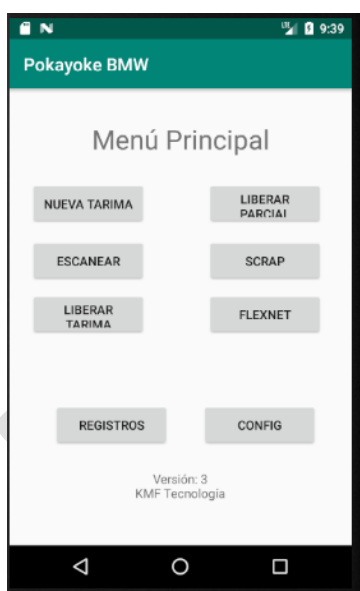 9:39
Pokayoke BMW
Menú Principal
NUEVA TARIMA
LIBERAR
PARCIAL
ESCANEAR
SCRAP
LIBERAR
TARIMA
FLEXNET
REGISTROS
CONFIG
Versión: 3
KMF Tecnología